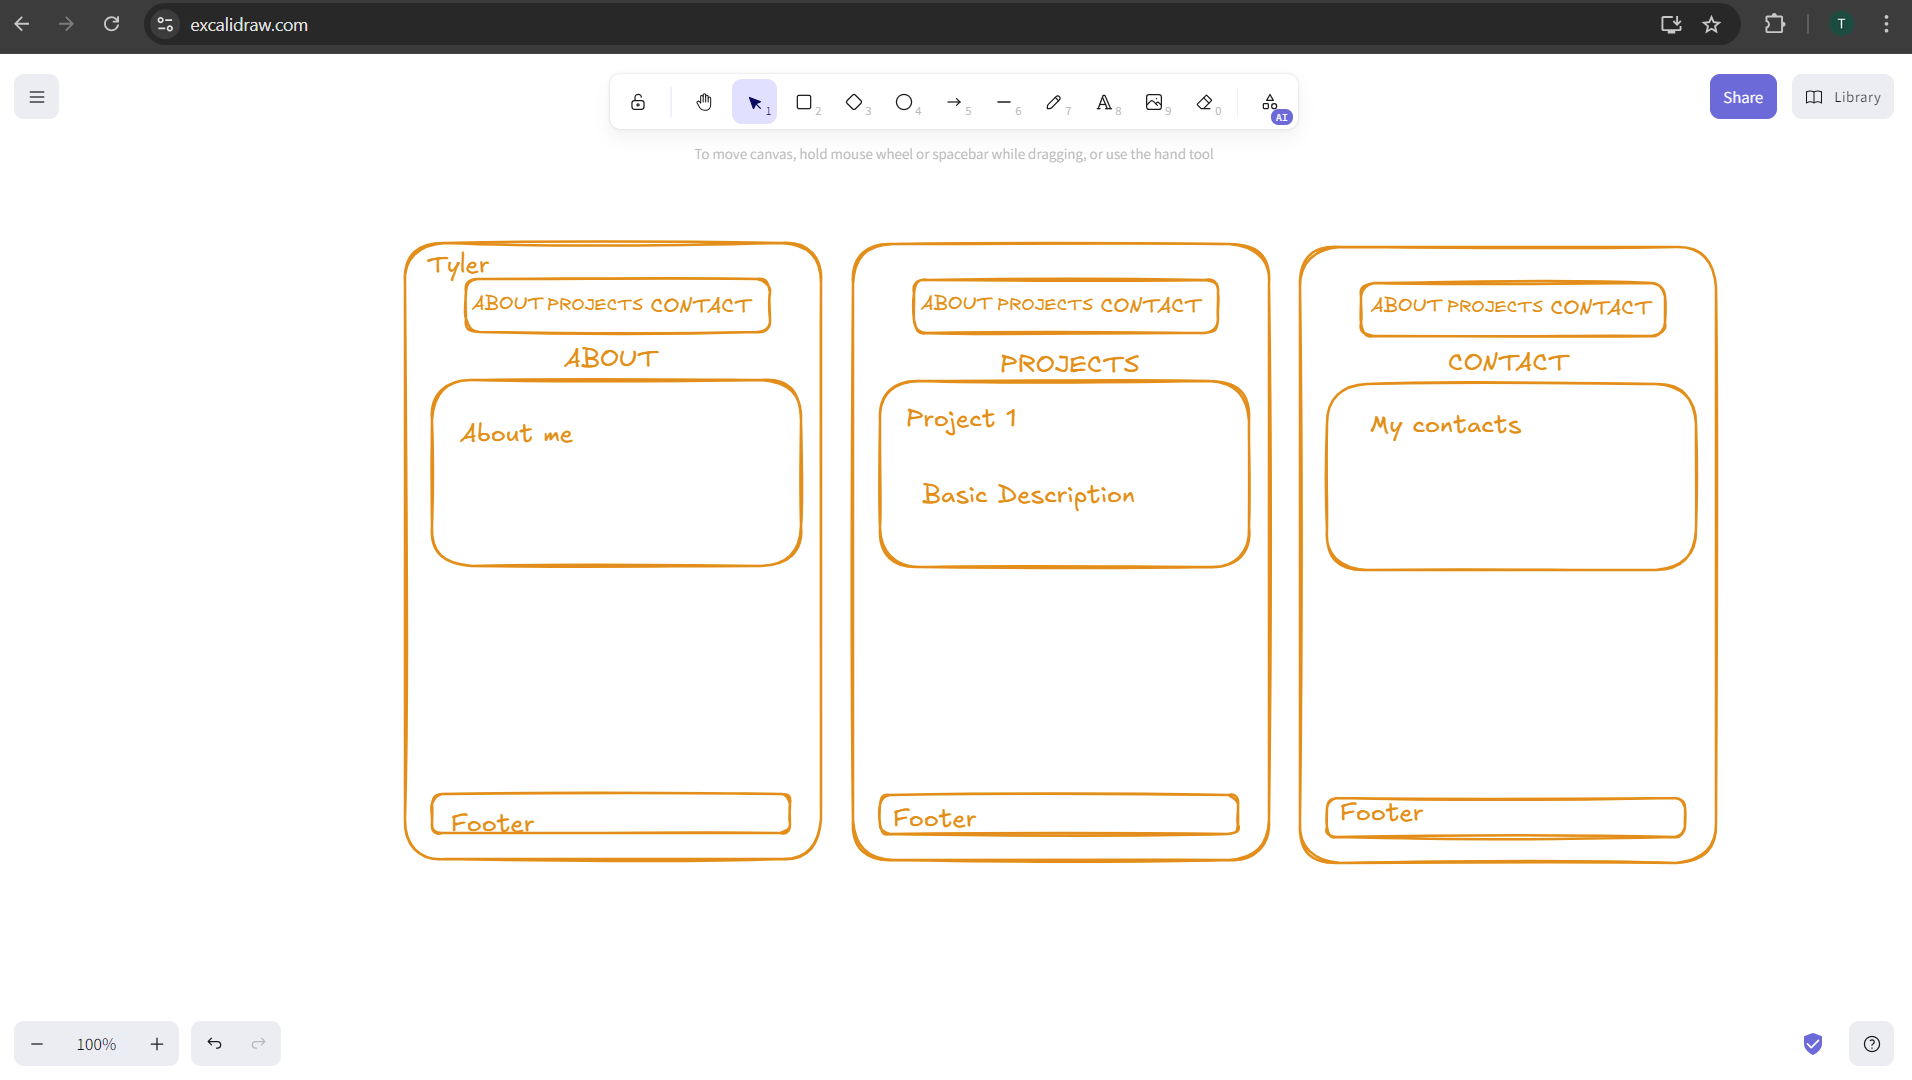 excalidraw.com
T
1
2
3
4
5
6
7
8
9
0
AI
Share
Library
To move canvas, hold mouse wheel or spacebar while dragging, or use the hand tool
Tyler
ABOUT PROJECTS CONTACT
ABOUT
About me
Footer
ABOUT PROJECTS CONTACT
PROJECTS
Project 1
Basic Description
Footer
ABOUT PROJECTS CONTACT
CONTACT
My contacts
Footer
100%